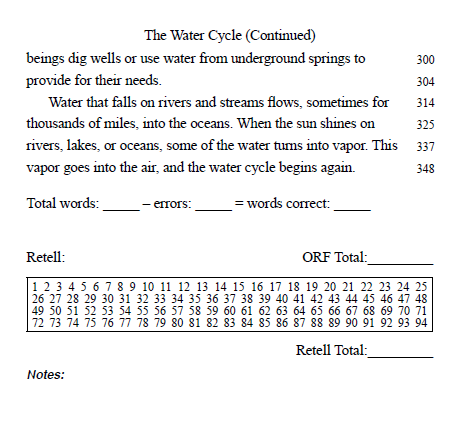 The Water Cycle (Continued)
beings dig wells or use water from underground springs to 300
provide for their needs. 304
Water that falls on rivers and streams flows, sometimes for 314
thousands of miles, into the oceans. When the sun shines on 325
rivers, lakes, or oceans, some of the water turns into vapor. This 337
vapor goes into the air, and the water cycle begins again. 348
Total words: _____ – errors: _____ = words correct: _____
Retell: ORF Total:_________
1 2 3 4 5 6 7 8 9 10 11 12 13 14 15 16 17 18 19 20 21 22 23 24 25
26 27 28 29 30 31 32 33 34 35 36 37 38 39 40 41 42 43 44 45 46 47 48
49 50 51 52 53 54 55 56 57 58 59 60 61 62 63 64 65 66 67 68 69 70 71
72 73 74 75 76 77 78 79 80 81 82 83 84 85 86 87 88 89 90 91 92 93 94
Retell Total:_________
Notes: